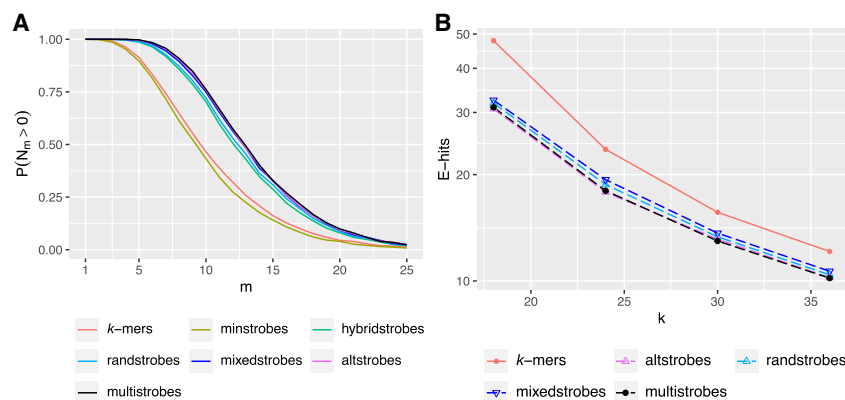 A
1.00
0.75
0.50
0.25
0.00
P(Nm > 0)
1 5 10 15 20 25
m
k−mers minstrobes hybridstrobes
randstrobes mixedstrobes altstrobes
multistrobes
B
50
40
30
20
10
E−hits
20 25 30 35
k
k−mers altstrobes randstrobes
mixedstrobes multistrobes